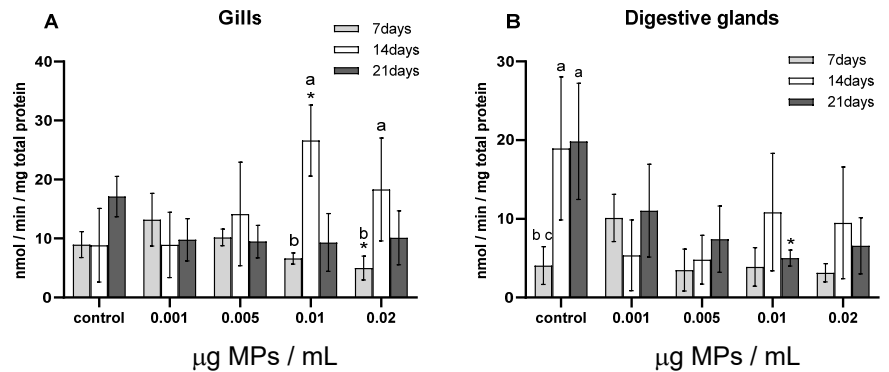 A
Gills
7days
14days
21days
nmol / min / mg total protein
40
30
20
10
0
a
*
a
b
b
*
control
0.001
0.005
0.01
0.02
μg MPs / mL
B
Digestive glands
7days
14days
21days
nmol / min / mg total protein
30
20
10
0
a
a
b c
*
control
0.001
0.005
0.01
0.02
μg MPs / mL